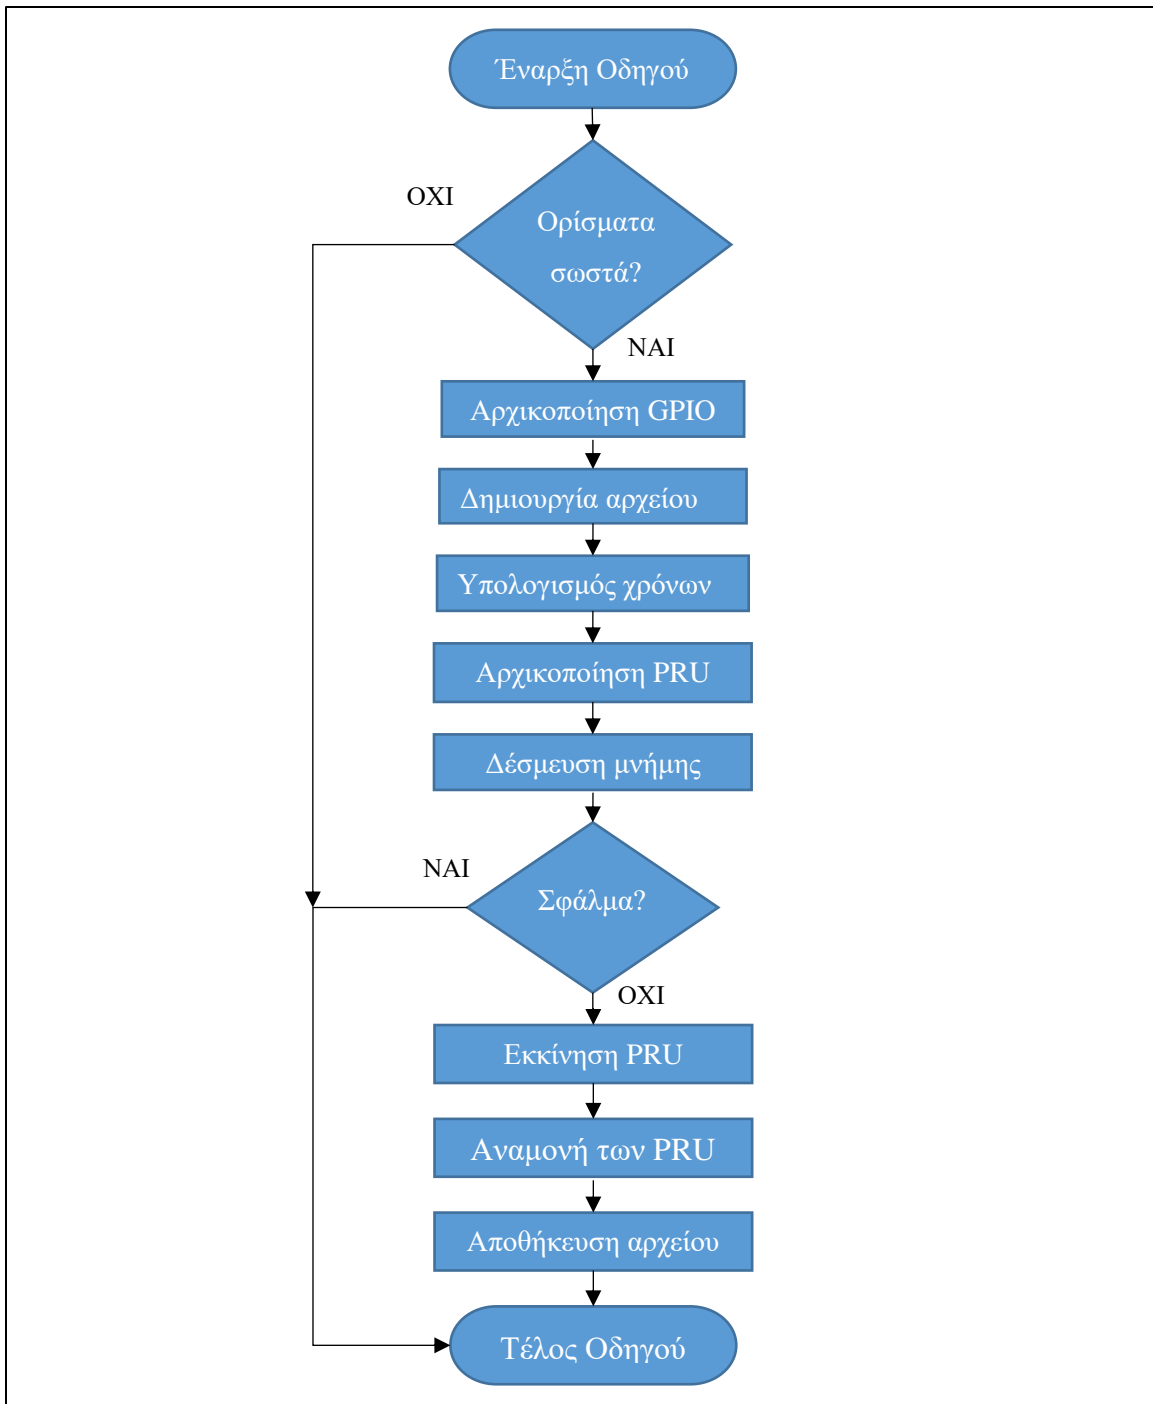 Έναρξη Οδηγού
ΟΧΙ
Ορίσματα
σωστά?
ΝΑΙ
Αρχικοποίηση GPIO
Δημιουργία αρχείου
Υπολογισμός χρόνων
Αρχικοποίηση PRU
Δέσμευση μνήμης
ΝΑΙ
Σφάλμα?
ΟΧΙ
Εκκίνηση PRU
Αναμονή των PRU
Αποθήκευση αρχείου
Τέλος Οδηγού